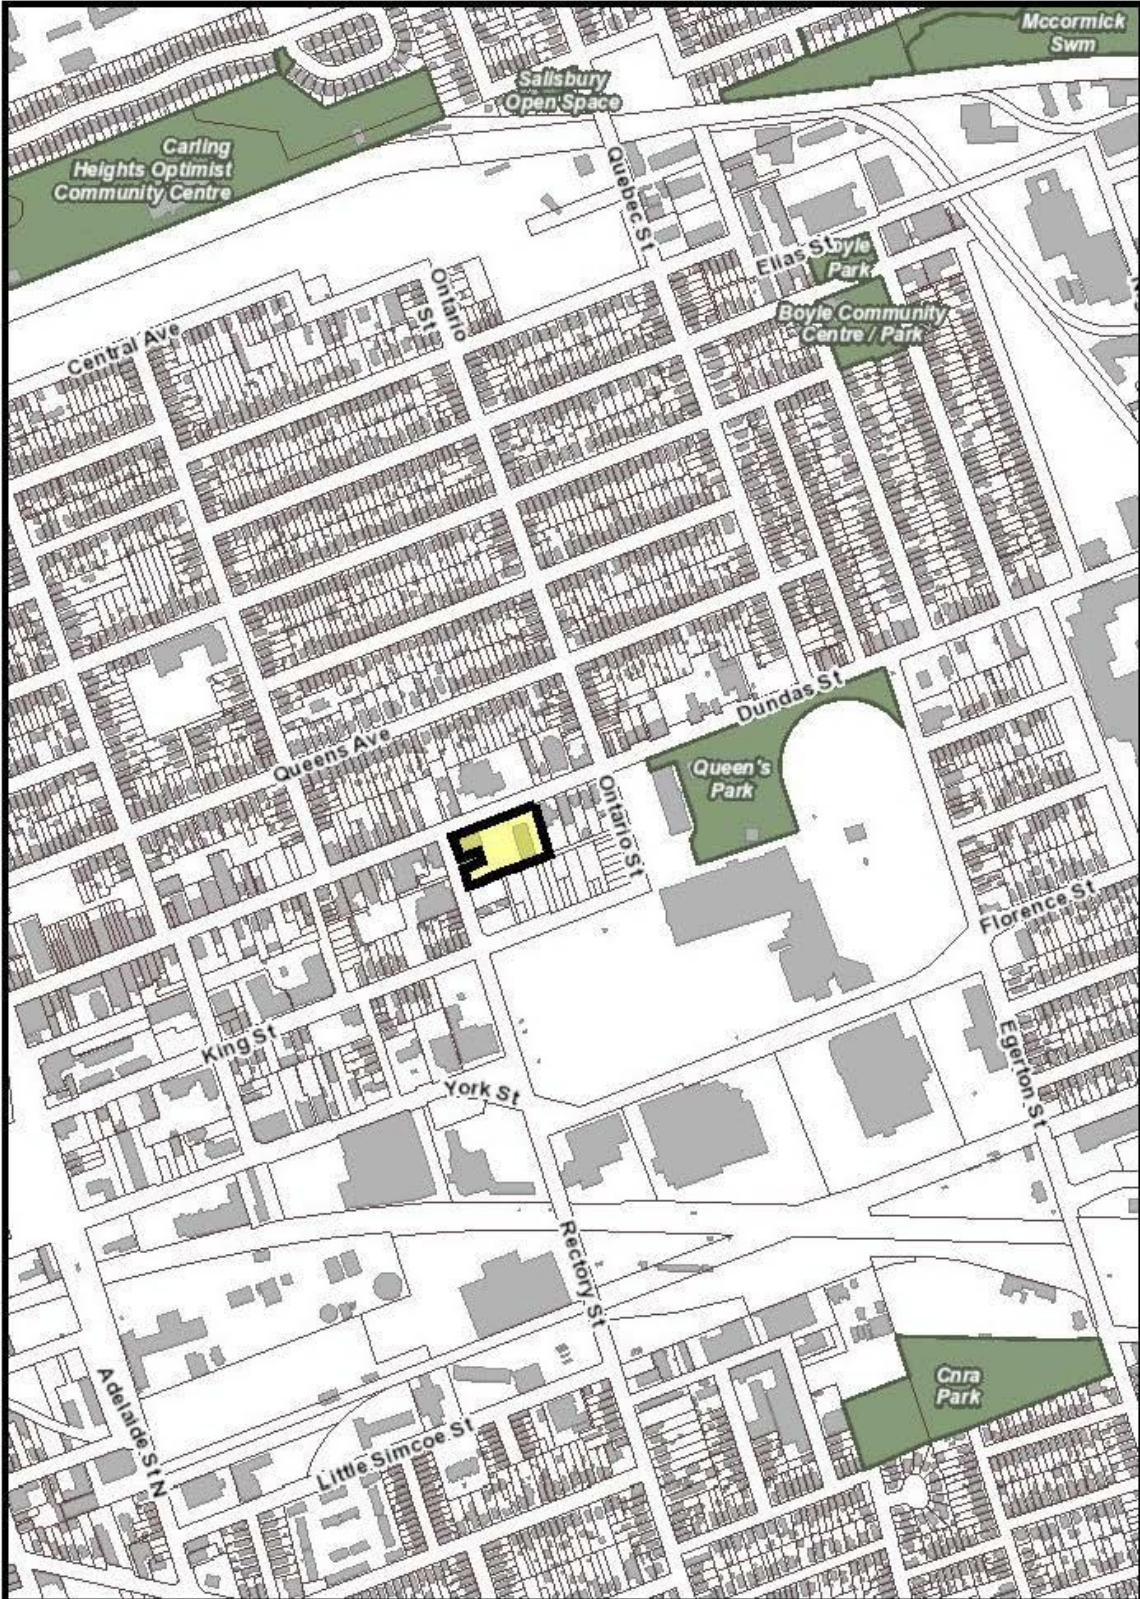 Mccormick
Swm
Salisbury
Open Space
Carling
Heights Optimist
Community Centre
Quebec St
Elias St
oyle
Park
Ontario
St
Boyle Community
Centre / Park
Central Ave
Dundas St
Queens Ave
Queen's
Park
Ontario St
Florence St
King St
Egerton St
York St
Rectory St
Cnra
Park
Adelaide St N
Little Simcoe St